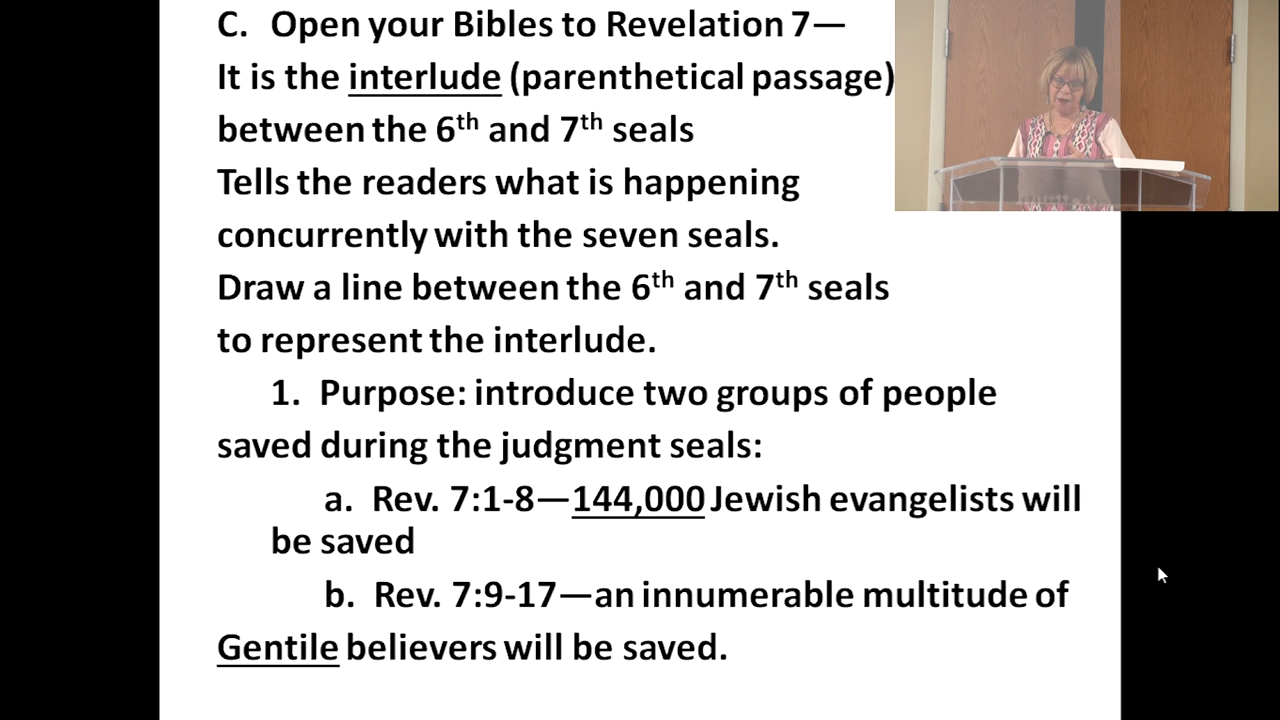 C. Open your Bibles to Revelation 7—
It is the interlude (parenthetical passage)
between the 6th and 7th seals
Tells the readers what is happening
concurrently with the seven seals.
Draw a line between the 6th and 7th seals
to represent the interlude.
1. Purpose: introduce two groups of people
saved during the judgment seals:
a. Rev. 7:1-8—144,000 Jewish evangelists will
be saved
b. Rev. 7:9-17—an innumerable multitude of
Gentile believers will be saved.